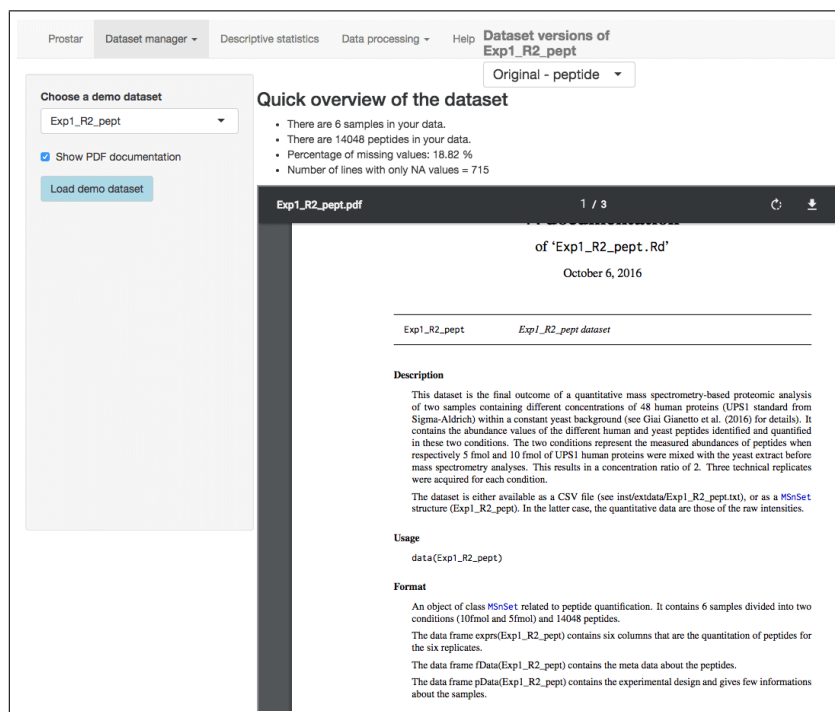 Prostar Dataset manager Descriptive statistics Data processing Help
Dataset versions of
Exp1_R2_pept
Original - peptide
Choose a demo dataset
Exp1_R2_pept
Show PDF documentation
Load demo dataset
Quick overview of the dataset
There are 6 samples in your data.
There are 14048 peptides in your data.
Percentage of missing values: 18.82 %
Number of lines with only NA values = 715
Exp1_R2_pept.pdf 1 / 3
of ‘Exp1_R2_pept.Rd’
October 6, 2016
Exp1_R2_pept Exp1_R2_pept dataset
Description
This dataset is the final outcome of a quantitative mass spectrometry-based proteomic analysis
of two samples containing different concentrations of 48 human proteins (UPS1 standard from
Sigma-Aldrich) within a constant yeast background (see Giai Gianetto et al. (2016) for details). It
contains the abundance values of the different human and yeast peptides identified and quantified
in these two conditions. The two conditions represent the measured abundances of peptides when
respectively 5 fmol and 10 fmol of UPS1 human proteins were mixed with the yeast extract before
mass spectrometry analyses. This results in a concentration ratio of 2. Three technical replicates
were acquired for each condition.
The dataset is either available as a CSV file (see inst/extdata/Exp1_R2_pept.txt), or as a MSnSet
structure (Exp1_R2_pept). In the latter case, the quantitative data are those of the raw intensities.
Usage
data(Exp1_R2_pept)
Format
An object of class MSnSet related to peptide quantification. It contains 6 samples divided into two
conditions (10fmol and 5fmol) and 14048 peptides.
The data frame exprs(Exp1_R2_pept) contains six columns that are the quantitation of peptides for
the six replicates.
The data frame fData(Exp1_R2_pept) contains the meta data about the peptides.
The data frame pData(Exp1_R2_pept) contains the experimental design and gives few informations
about the samples.